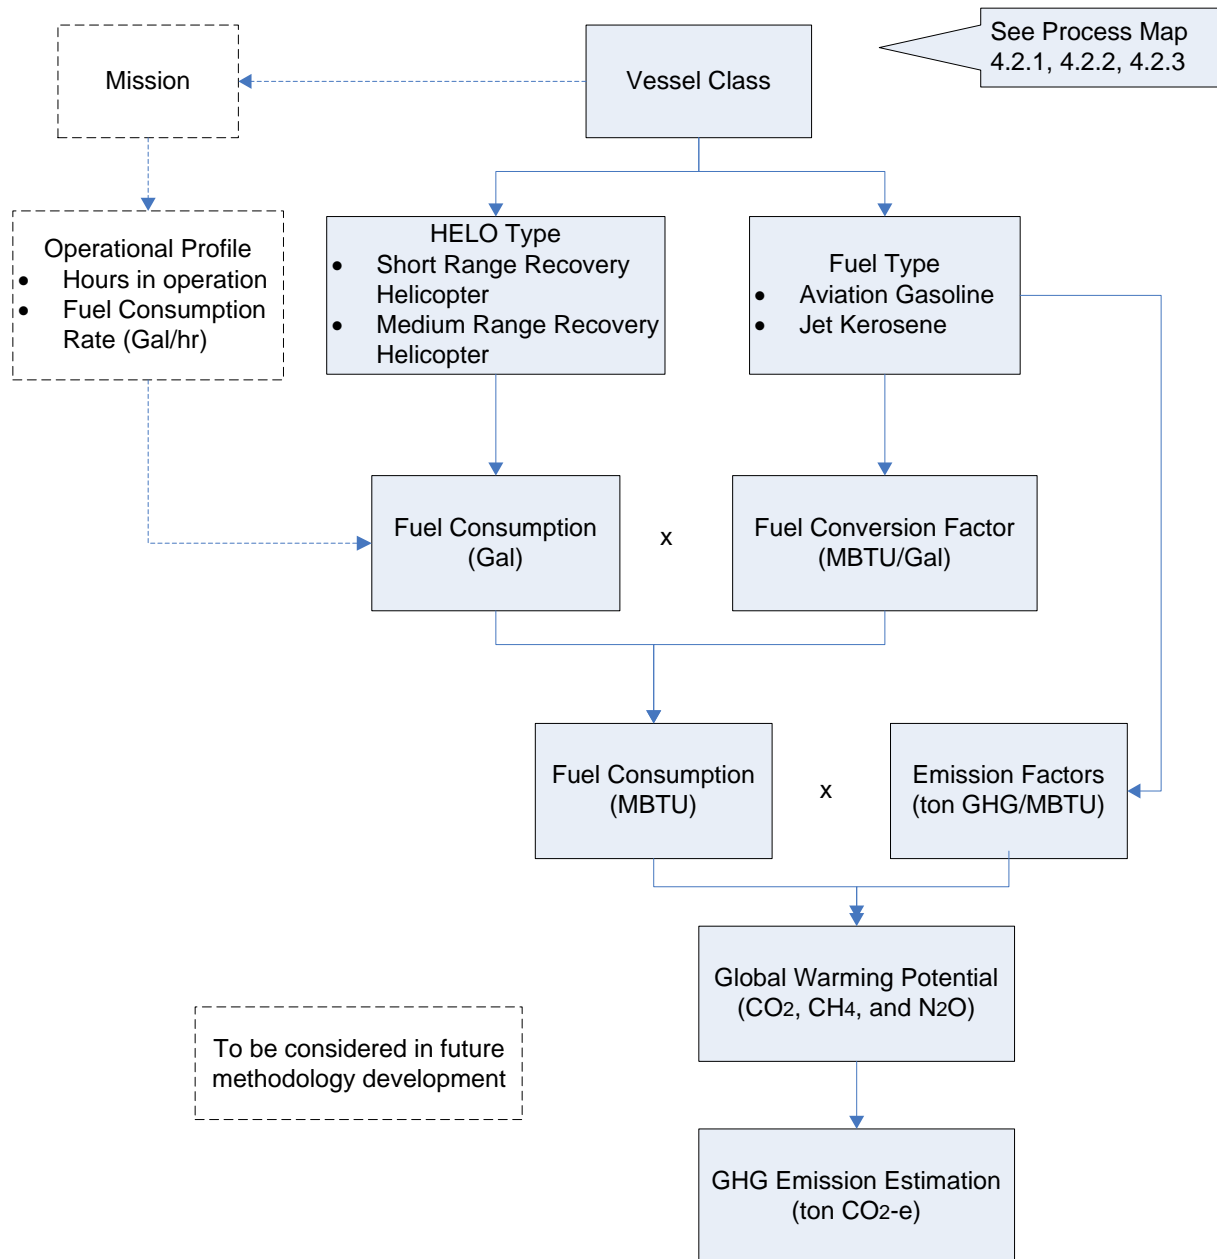 See Process Map
4.2.1, 4.2.2, 4.2.3
Mission
Vessel Class
Operational Profile
• Hours in operation
• Fuel Consumption
Rate (Gal/hr)
HELO Type
• Short Range Recovery
Helicopter
• Medium Range Recovery
Helicopter
Fuel Type
• Aviation Gasoline
• Jet Kerosene
Fuel Consumption
(Gal)
x
Fuel Conversion Factor
(MBTU/Gal)
Fuel Consumption
(MBTU)
x
Emission Factors
(ton GHG/MBTU)
Global Warming Potential
(CO2, CH4, and N2O)
To be considered in future
methodology development
GHG Emission Estimation
(ton CO2-e)